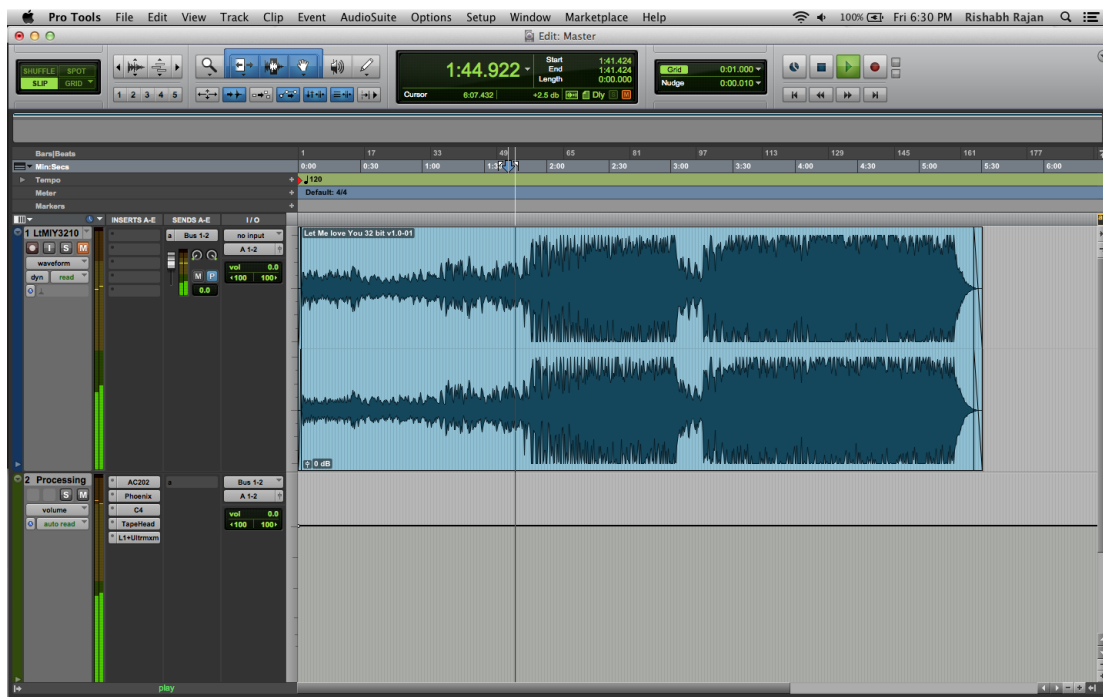 Pro Tools File Edit View Track Clip Event AudioSuite Options Setup Window Marketplace Help 100% Fri 6:30 PM Rishabh Rajan
Edit: Master
SHUFFLE SPOT
SLIP GRID
1 2 3 4 5
1:44.922
Start 1:41.424
End 1:41.424
Length 0:00.000
Cursor 6:07.432 +2.5 db Dly S M
Grid 0:01.000
Nudge 0:00.010
Bars|Beats 1 17 33 49 65 81 97 113 129 145 161 177
Min:Secs 0:00 0:30 1:00 2:00 2:30 3:00 3:30 4:00 4:30 5:00 5:30 6:00
Tempo 120
Meter Default: 4/4
Markers
INSERTS A-E SENDS A-E I / O
1 LtMIY3210 a Bus 1-2 no input
I S M A 1-2
waveform vol 0.0
dyn read M P 100 100
0.0
Let Me love You 32 bit v1.0-01
0 dB
2 Processing AC202 a Bus 1-2
S M Phoenix A 1-2
volume C4 vol 0.0
auto read TapeHead 100 100
L1+Ultrmxm
play